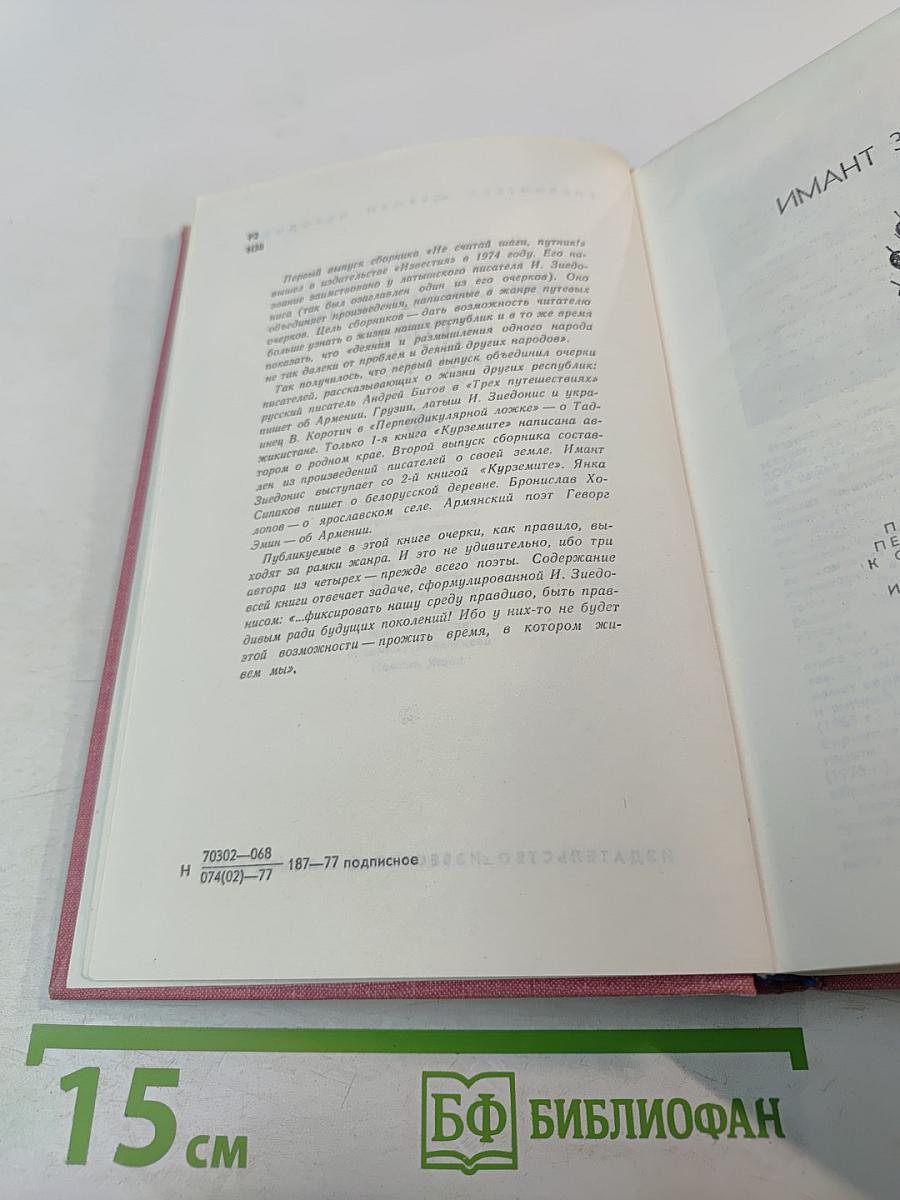 Р2
Н38
Первый выпуск сборника «Не считай шаги, путник!»
вышел в издательстве «Известия» в 1974 году. Его на-
звание заимствовано у латышского писателя И. Зиедо-
ниса (так был озаглавлен один из его очерков). Оно
объединяет произведения, написанные в жанре путевых
очерков. Цель сборников — дать возможность читателю
больше узнать о жизни наших республик и в то же время
показать, что «деяния и размышления одного народа
не так далеки от проблем и деяний других народов».
Так получилось, что первый выпуск объединил очерки
писателей, рассказывающих о жизни других республик:
русский писатель Андрей Битов в «Трех путешествиях»
пишет об Армении, Грузии, латыш И. Зиедонис и укра-
инец В. Коротич в «Перпендикулярной ложке» — о Тад-
жикистане. Только 1-я книга «Курземите» написана ав-
тором о родном крае. Второй выпуск сборника состав-
лен из произведений писателей о своей земле. Имант
Зиедонис выступает со 2-й книгой «Курземите». Янка
Сипаков пишет о белорусской деревне. Бронислав Хо-
лопов — о ярославском селе. Армянский поэт Геворг
Эмин — об Армении.
Публикуемые в этой книге очерки, как правило, вы-
ходят за рамки жанра. И это не удивительно, ибо три
автора из четырех — прежде всего поэты. Содержание
всей книги отвечает задаче, сформулированной И. Зиедо-
нисом: «...фиксировать нашу среду правдиво, быть прав-
дивым ради будущих поколений! Ибо у них-то не будет
этой возможности — прожить время, в котором жи-
вем мы».
Н 70302—068
074(02)—77 187—77 подписное
ИМАНТ З
П
ПЕ
К С
И
15 см
БФ БИБЛИОФАН